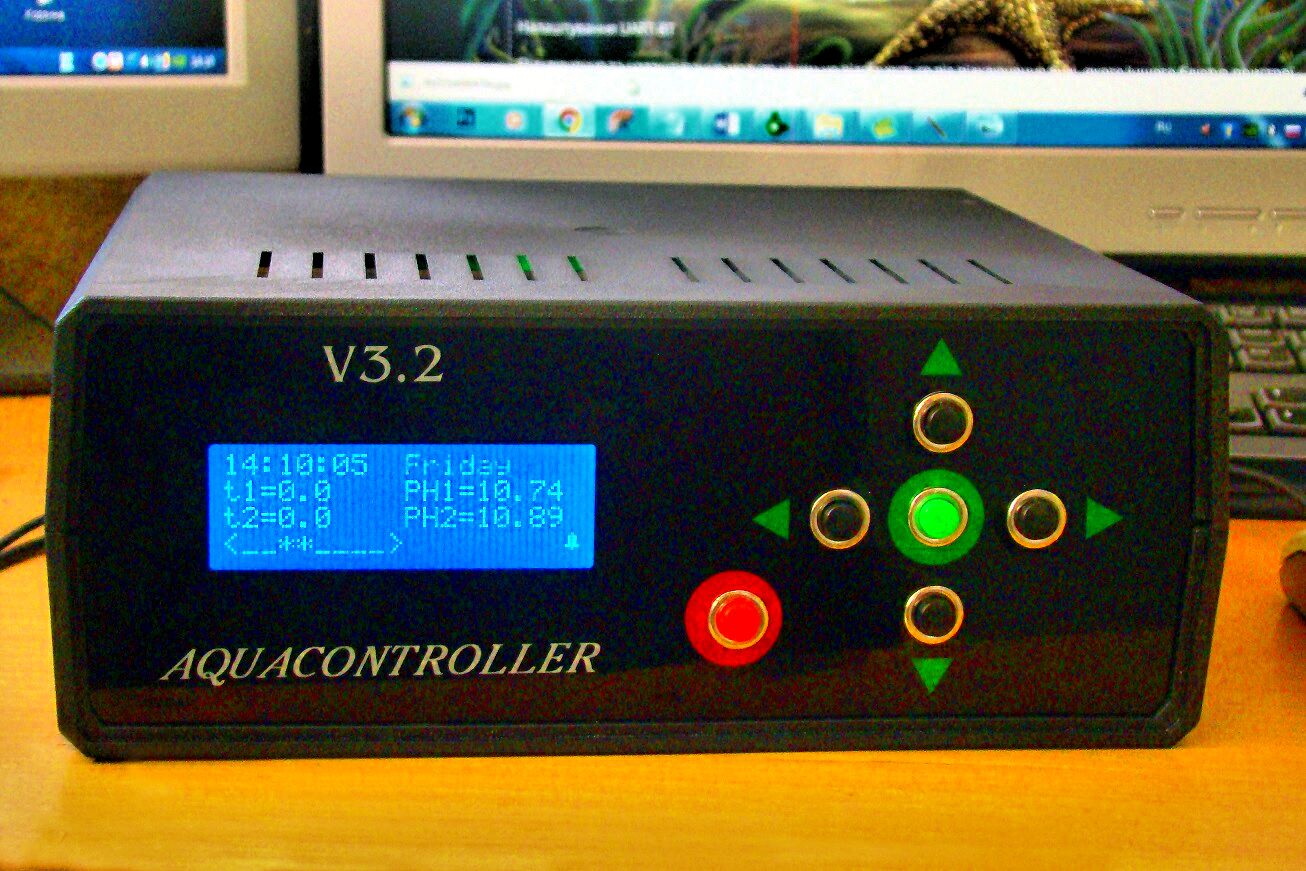 V3.2
14:10:05 Friday
t1=0.0 PH1=10.74
t2=0.0 PH2=10.89
<__**____>
AQUACONTROLLER
RU